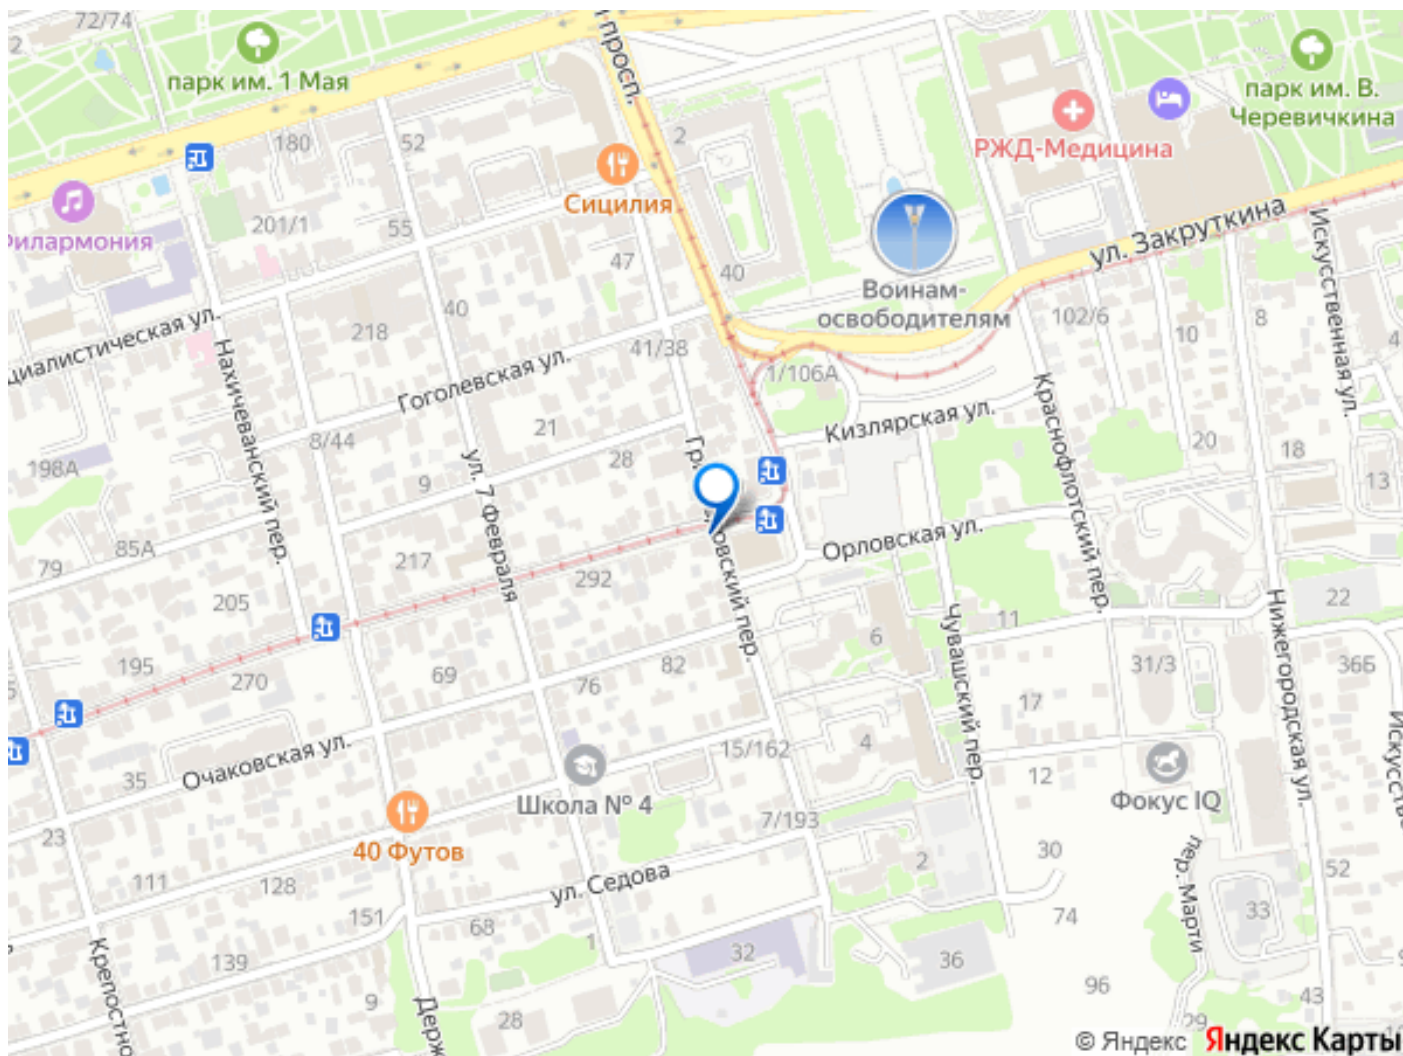 72/74
2
парк им. 1 Мая
просп.
2
парк им. В.
Черевичкина
РЖД-Медицина
180
52
Сицилия
ул. Закруткина
Искусственная ул.
201/1
55
Филармония
47
40
Воинам-
освободителям
102/6
10
8
4
40
218
41/38
1/106А
циалистическая ул.
Нахичеванский пер.
Гоголевская ул.
Кизлярская ул.
Краснофлотский пер.
8/44
21
28
20
18
13
198А
9
ул. 7 Февраля
85А
79
217
292
205
Орловская ул.
овский пер.
Чувашский пер.
11
22
6
Нижегородская ул.
195
270
69
82
76
31/3
36Б
17
15/162
4
Очаковская ул.
35
Школа № 4
12
Фокус IQ
23
40 Футов
7/193
30
52
пер. Марти
111
128
2
ул. Седова
151
68
74
33
1
32
36
139
Крепостно
9
28
Держ
96
43
29
© Яндекс Яндекс Карты